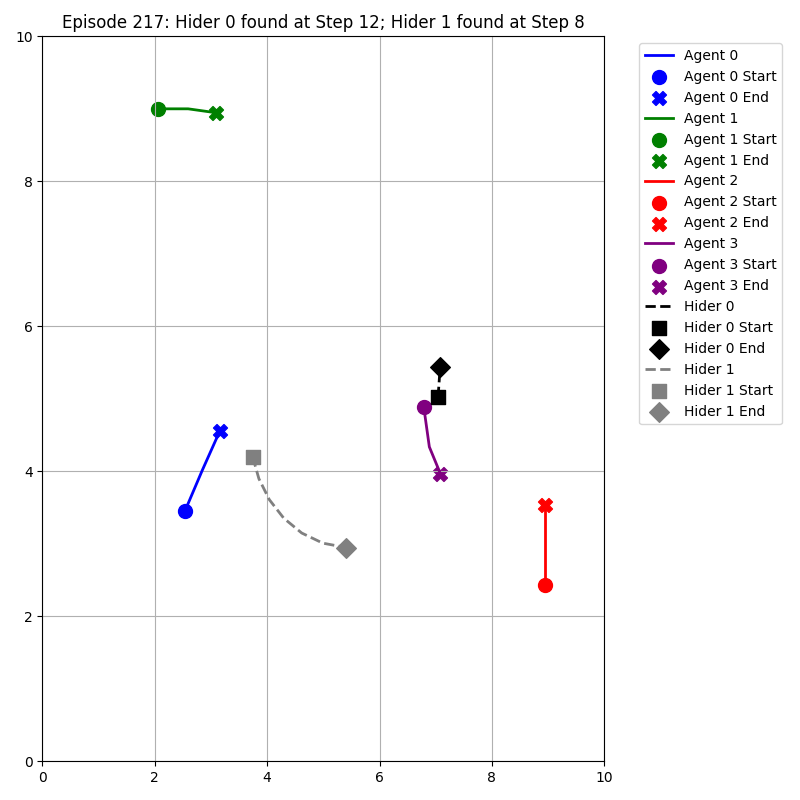 Episode 217: Hider 0 found at Step 12; Hider 1 found at Step 8
10
8
6
4
2
0
0 2 4 6 8 10
Agent 0
Agent 0 Start
Agent 0 End
Agent 1
Agent 1 Start
Agent 1 End
Agent 2
Agent 2 Start
Agent 2 End
Agent 3
Agent 3 Start
Agent 3 End
Hider 0
Hider 0 Start
Hider 0 End
Hider 1
Hider 1 Start
Hider 1 End